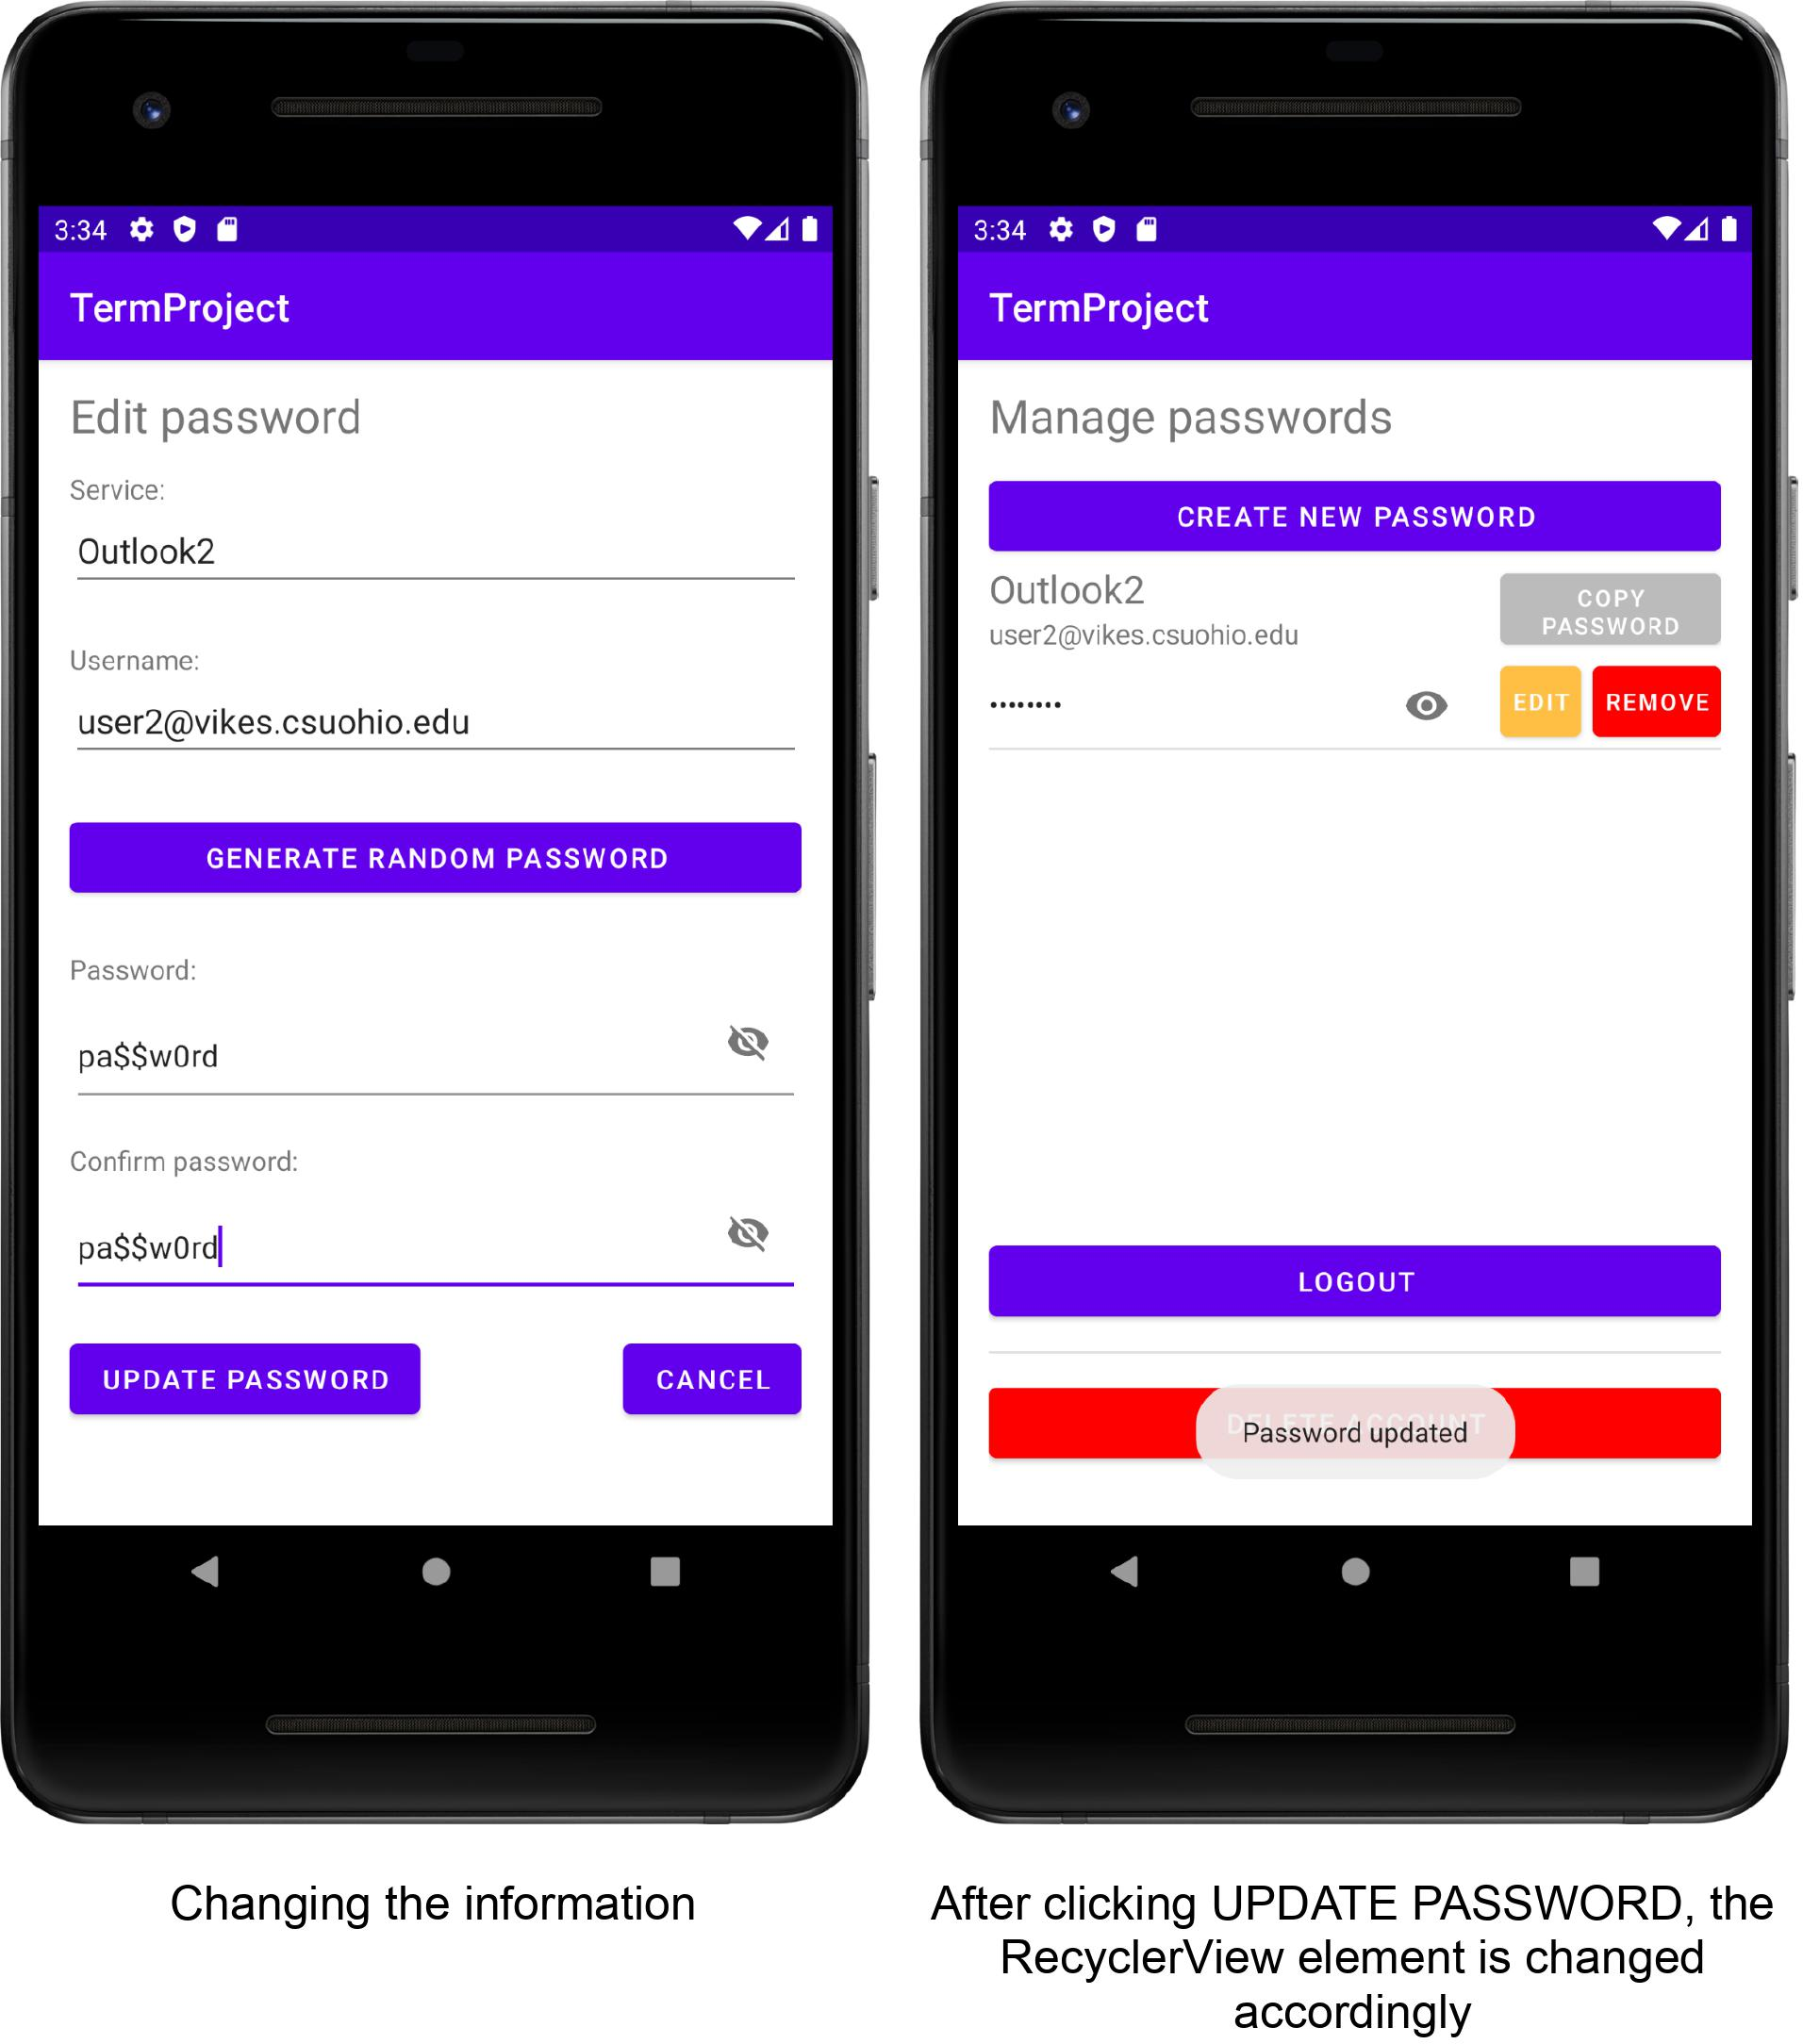 3:34
TermProject
Edit password
Service:
Outlook2
Username:
user2@vikes.csuohio.edu
GENERATE RANDOM PASSWORD
Password:
pa$$w0rd
Confirm password:
pa$$w0rd
UPDATE PASSWORD
CANCEL
Changing the information
3:34
TermProject
Manage passwords
CREATE NEW PASSWORD
Outlook2
COPY
PASSWORD
user2@vikes.csuohio.edu
••••••••
EDIT
REMOVE
LOGOUT
DELETE ACCOUNT
Password updated
After clicking UPDATE PASSWORD, the
RecyclerView element is changed
accordingly